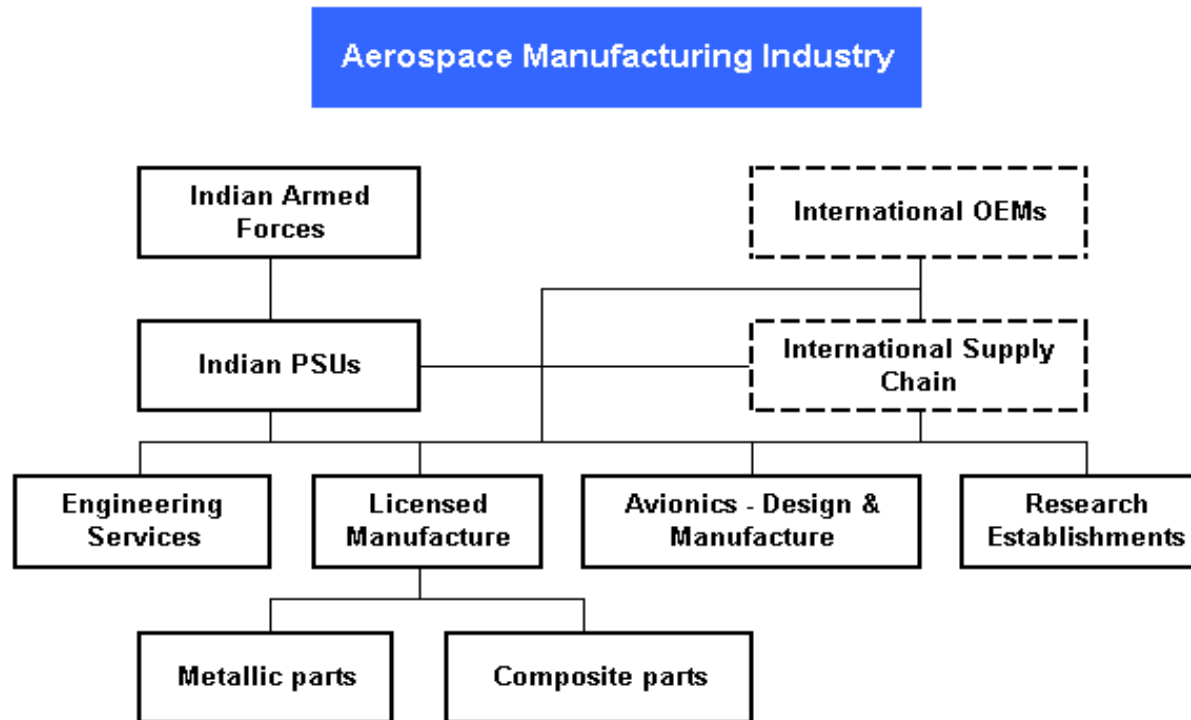 Aerospace Manufacturing Industry
Indian Armed
Forces
International OEMs
Indian PSUs
International Supply
Chain
Engineering
Services
Licensed
Manufacture
Avionics - Design &
Manufacture
Research
Establishments
Metallic parts
Composite parts